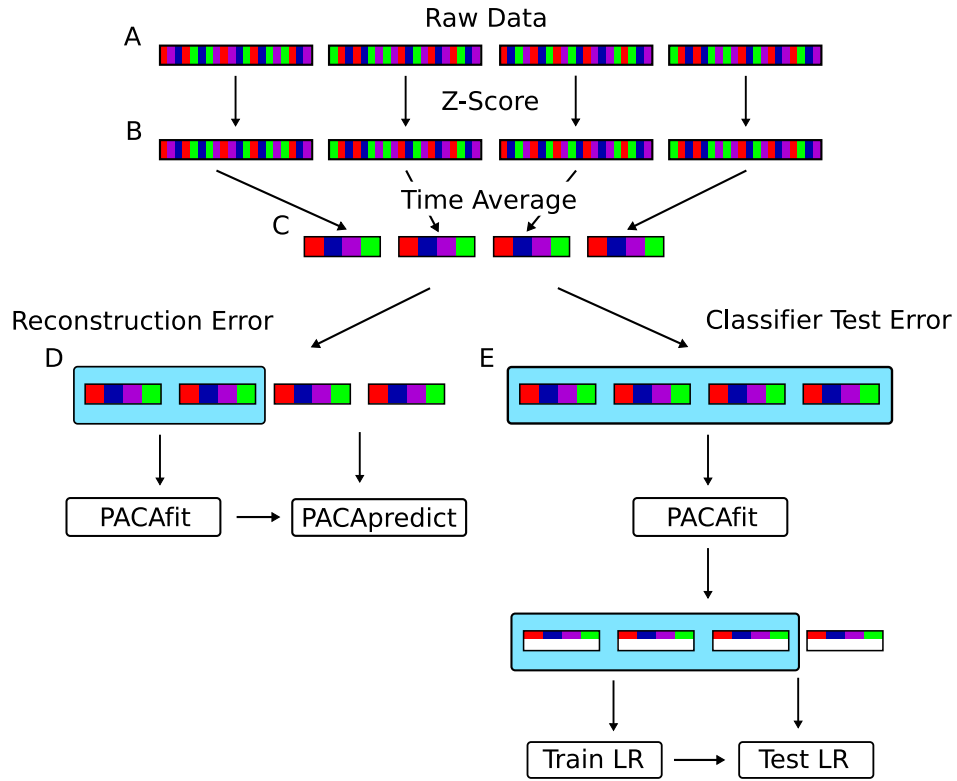 Raw Data
A
Z-Score
B
Time Average
C
Reconstruction Error
Classifier Test Error
D
E
PACAfit
PACApredict
PACAfit
Train LR
Test LR